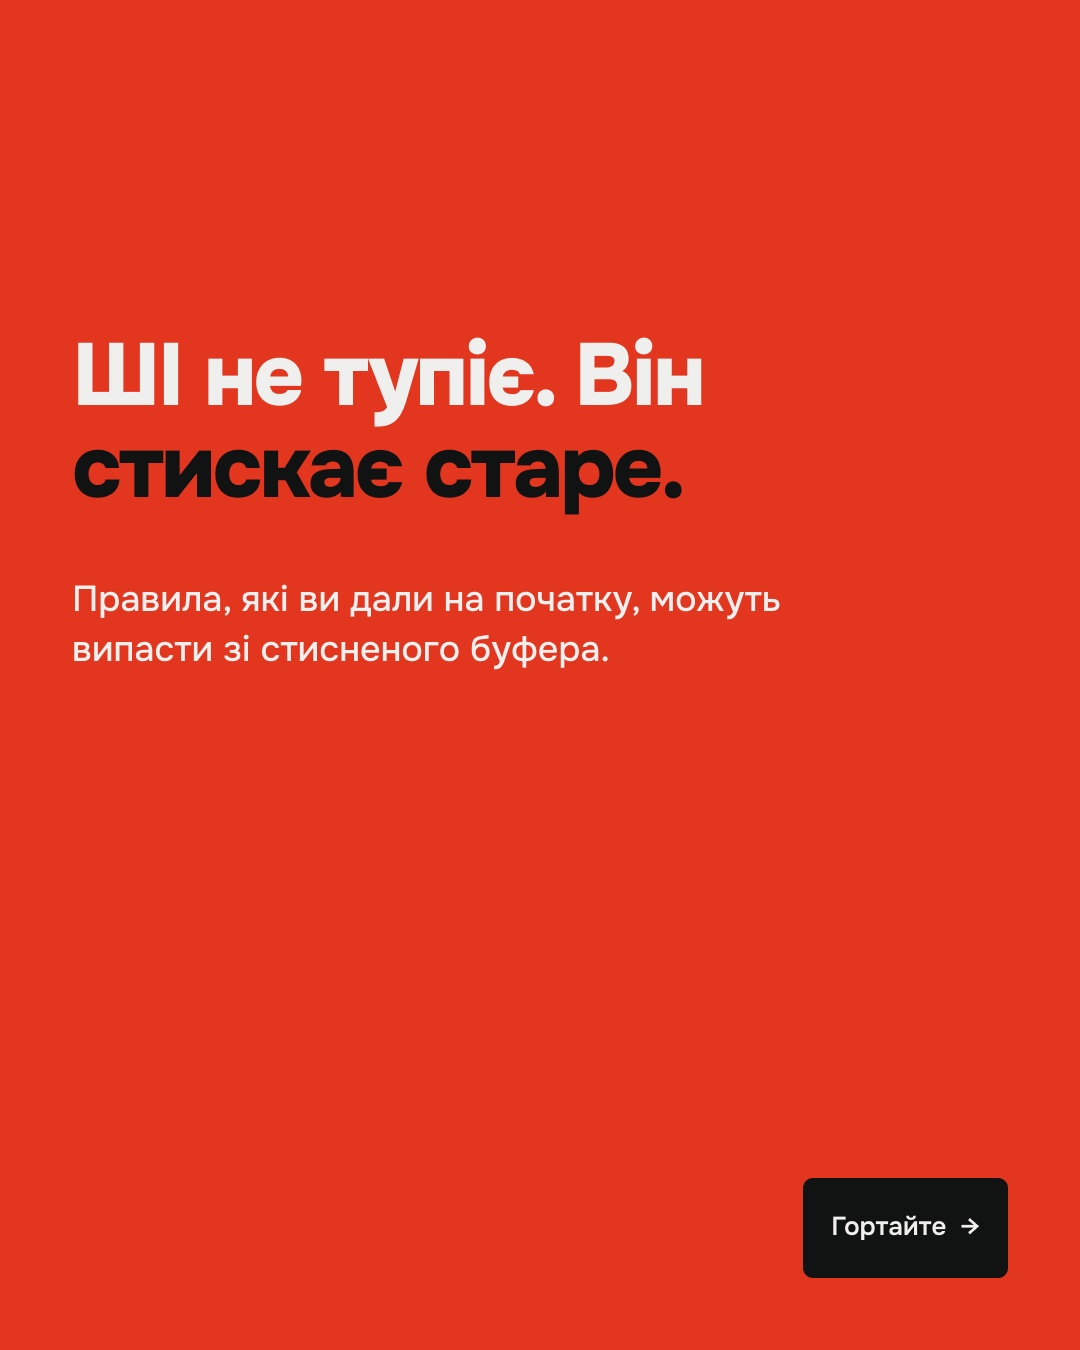 ШІ не тупіє. Він
стискає старе.
Правила, які ви дали на початку, можуть
випасти зі стисненого буфера.
Гортайте →